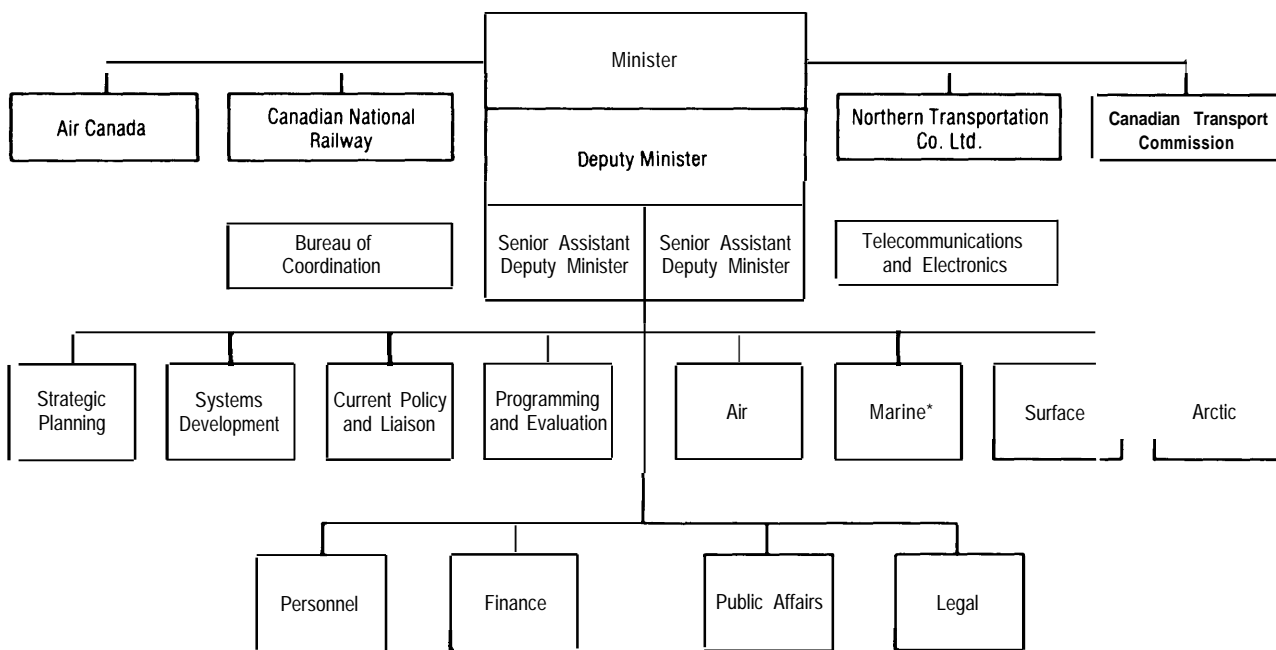 Minister
Air Canada
Canadian National
Railway
Northern Transportation
Co. Ltd.
Canadian Transport
Commission
Deputy Minister
Bureau of
Coordination
Senior Assistant
Deputy Minister
Senior Assistant
Deputy Minister
Telecommunications
and Electronics
Strategic
Planning
Systems
Development
Current Policy
and Liaison
Programming
and Evaluation
Air
Marine*
Surface
Arctic
Personnel
Finance
Public Affairs
Legal